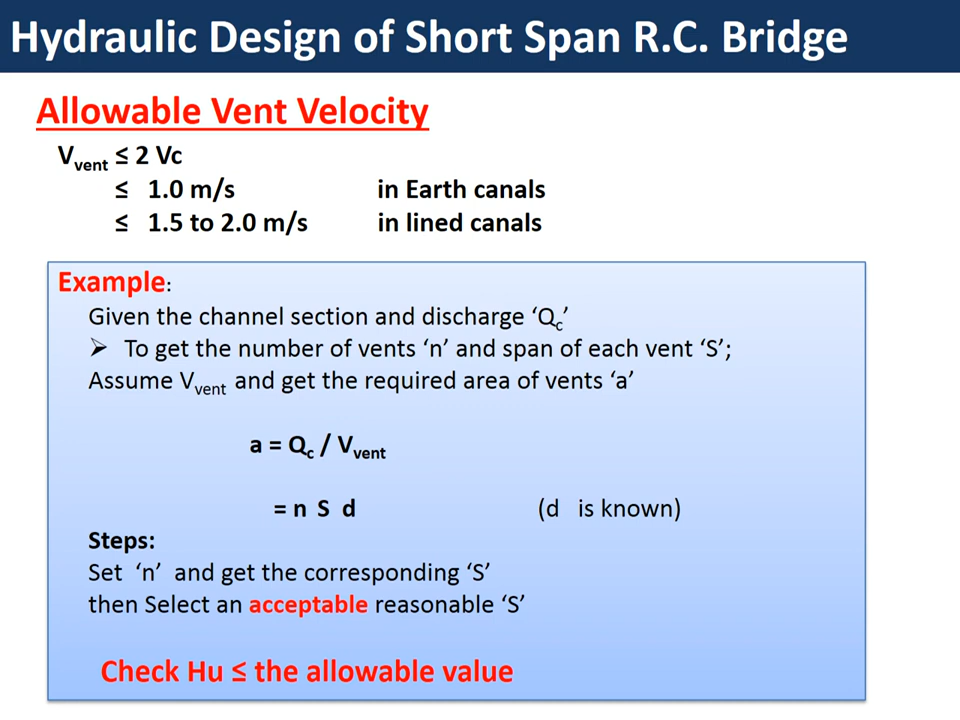 Hydraulic Design of Short Span R.C. Bridge
Allowable Vent Velocity
Vvent ≤ 2 Vc
≤ 1.0 m/s in Earth canals
≤ 1.5 to 2.0 m/s in lined canals
Example:
Given the channel section and discharge ‘Qc’
➢ To get the number of vents ‘n’ and span of each vent ‘S’;
Assume Vvent and get the required area of vents ‘a’
a = Qc / Vvent
= n S d (d is known)
Steps:
Set ‘n’ and get the corresponding ‘S’
then Select an acceptable reasonable ‘S’
Check Hu ≤ the allowable value